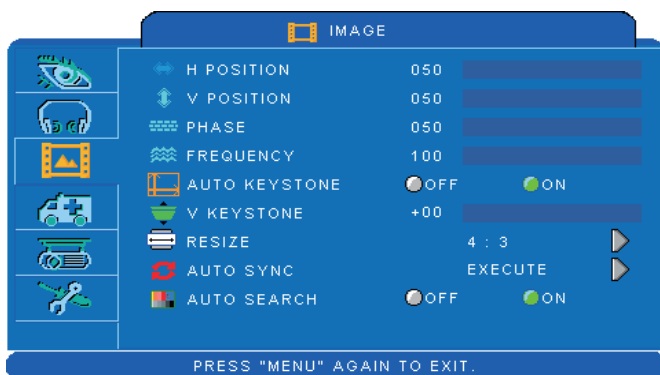 IMAGE
H POSITION 050
V POSITION 050
PHASE 050
FREQUENCY 100
AUTO KEYSTONE OFF ON
V KEYSTONE +00
RESIZE 4 : 3
AUTO SYNC EXECUTE
AUTO SEARCH OFF ON
PRESS "MENU" AGAIN TO EXIT.